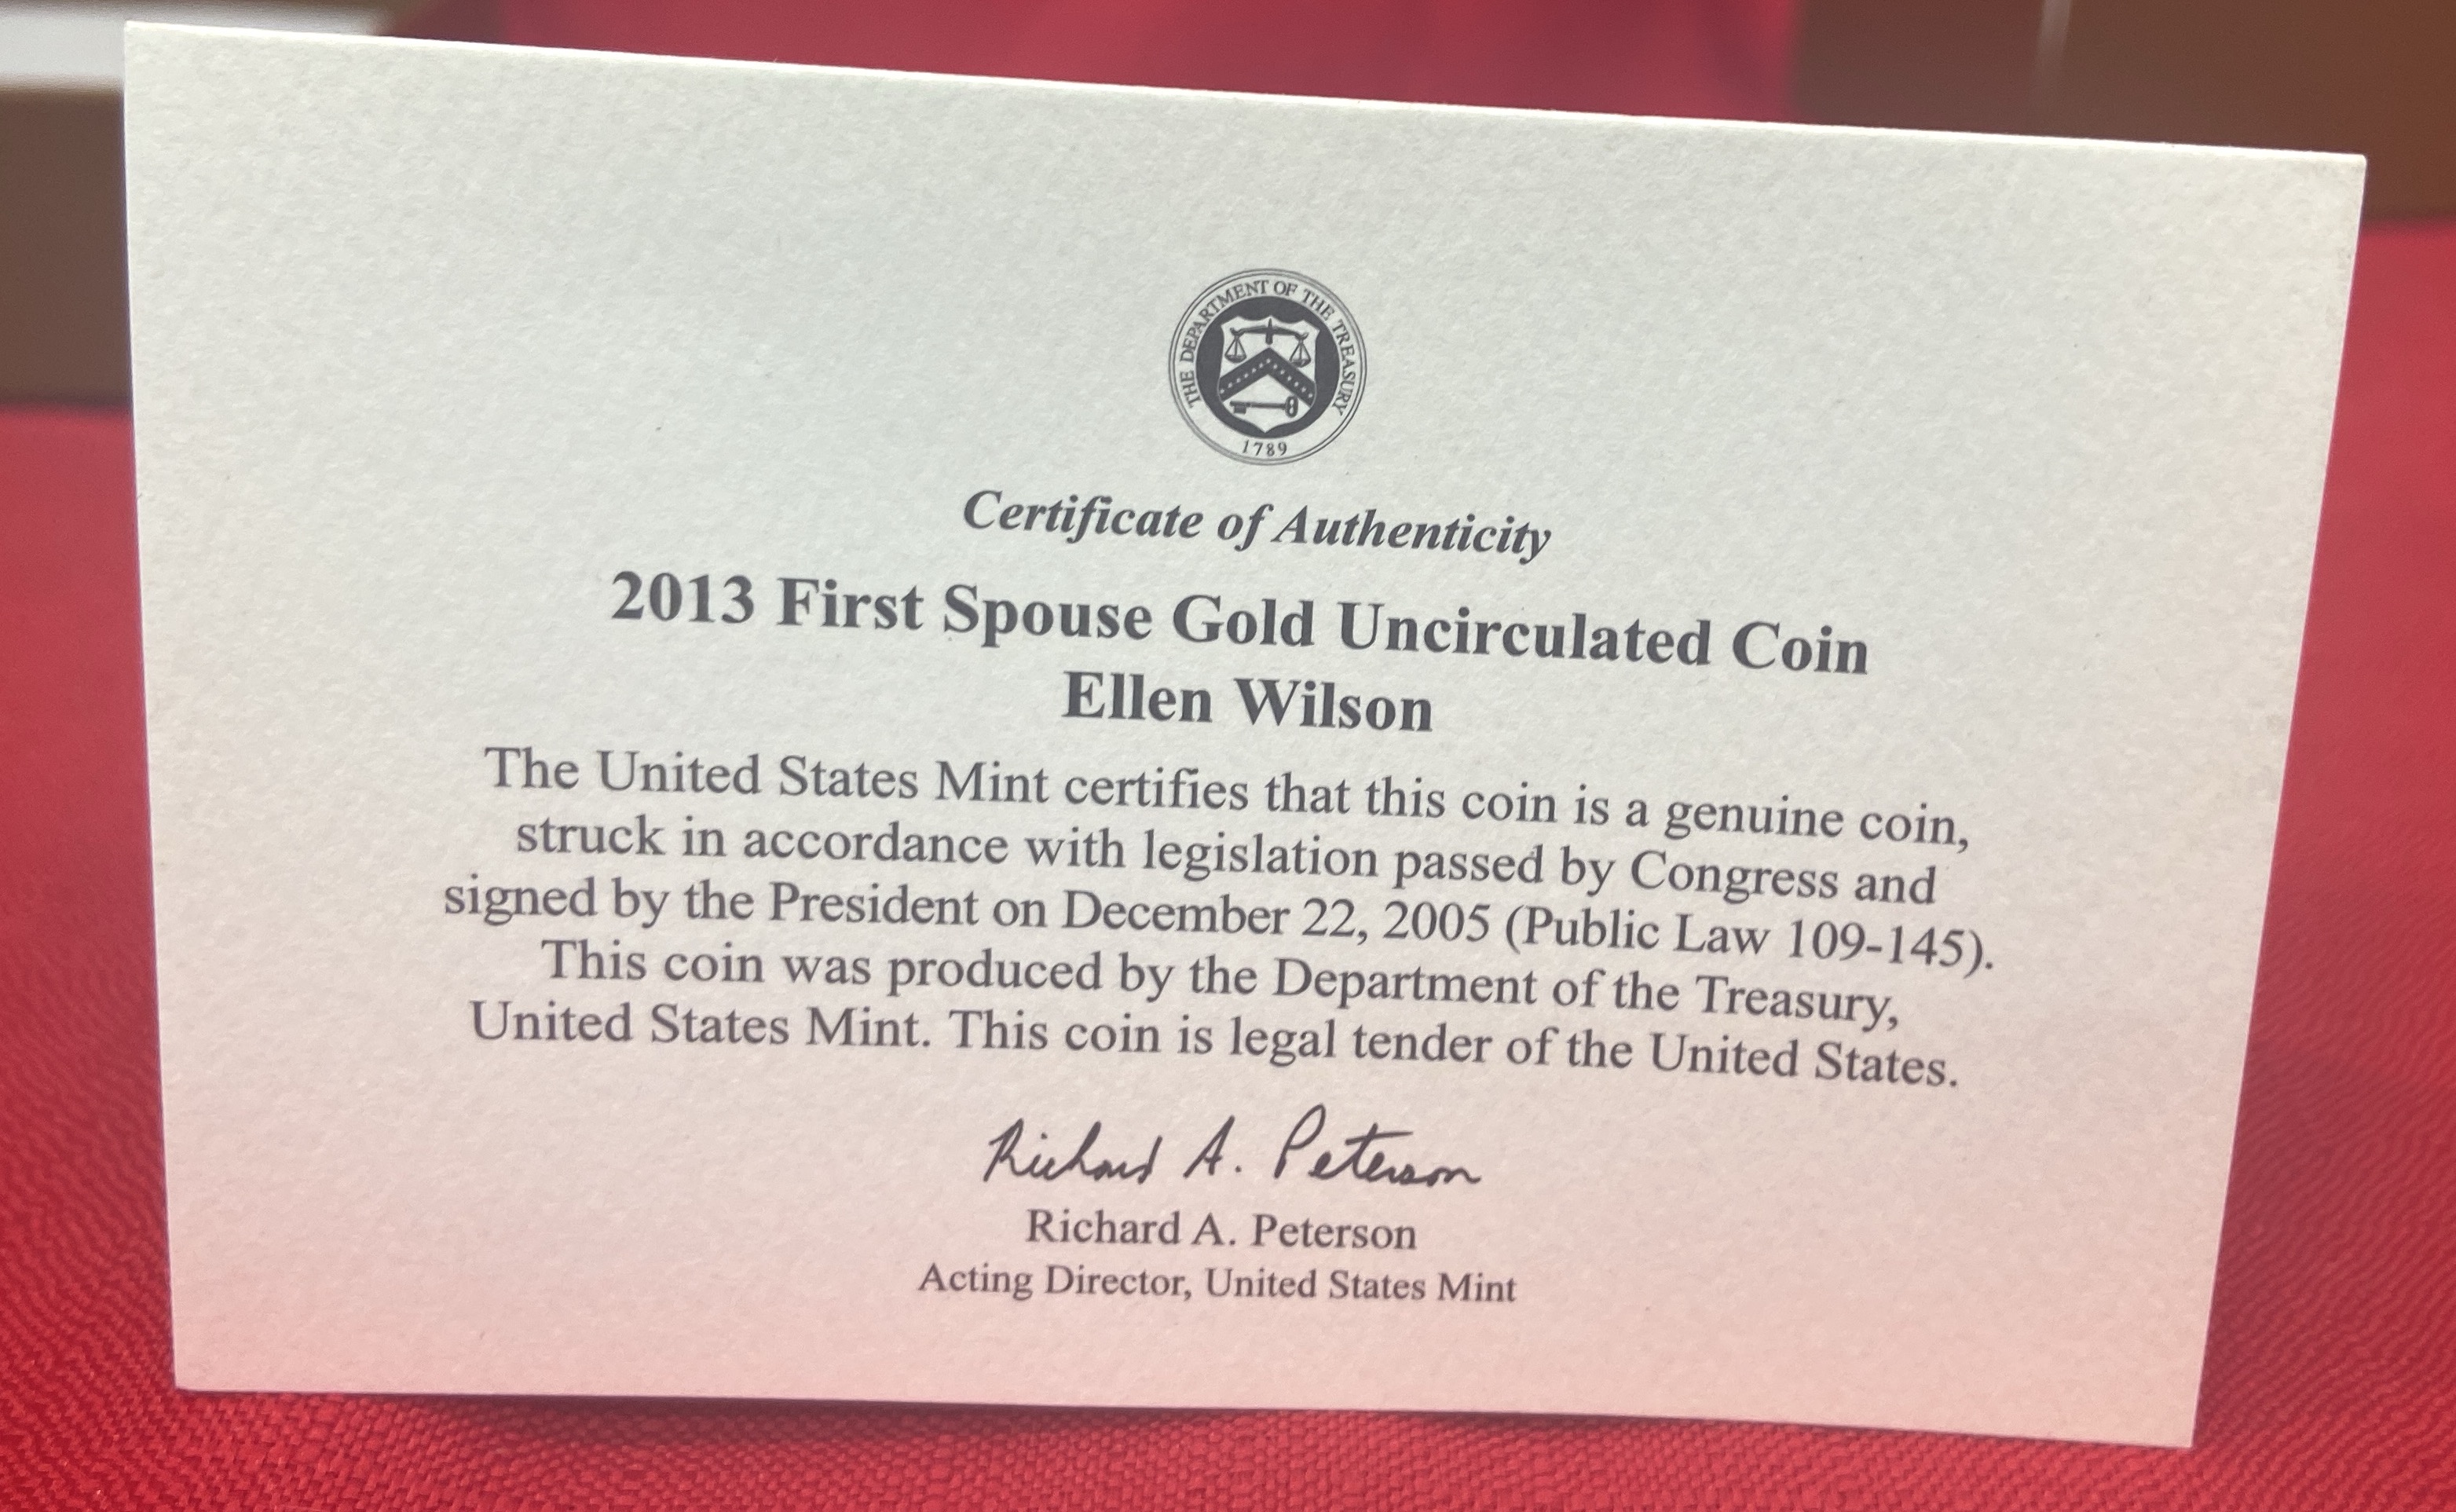 THE DEPARTMENT OF THE TREASURY
1789
Certificate of Authenticity
2013 First Spouse Gold Uncirculated Coin
Ellen Wilson
The United States Mint certifies that this coin is a genuine coin,
struck in accordance with legislation passed by Congress and
signed by the President on December 22, 2005 (Public Law 109-145).
This coin was produced by the Department of the Treasury,
United States Mint. This coin is legal tender of the United States.
Richard A. Peterson
Richard A. Peterson
Acting Director, United States Mint